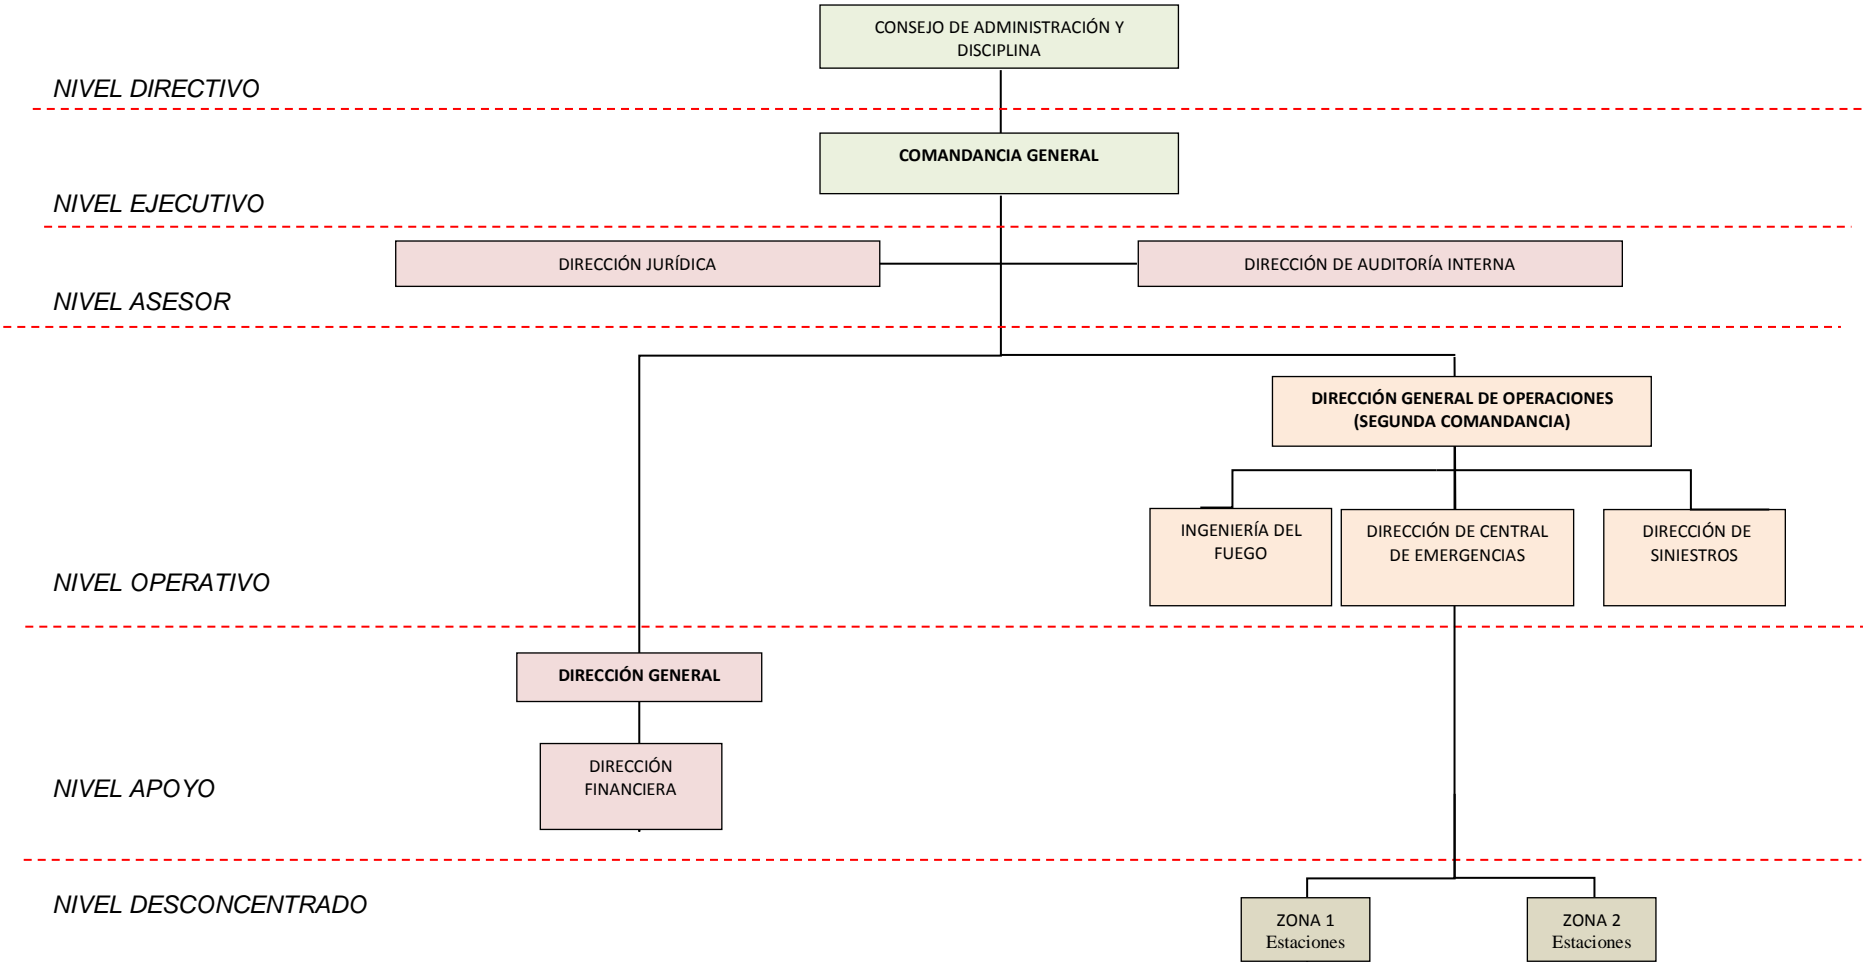 CONSEJO DE ADMINISTRACIÓN Y
DISCIPLINA
NIVEL DIRECTIVO
COMANDANCIA GENERAL
NIVEL EJECUTIVO
DIRECCIÓN JURÍDICA
DIRECCIÓN DE AUDITORÍA INTERNA
NIVEL ASESOR
DIRECCIÓN GENERAL DE OPERACIONES
(SEGUNDA COMANDANCIA)
INGENIERÍA DEL
FUEGO
DIRECCIÓN DE CENTRAL
DE EMERGENCIAS
DIRECCIÓN DE
SINIESTROS
NIVEL OPERATIVO
DIRECCIÓN GENERAL
DIRECCIÓN
FINANCIERA
NIVEL APOYO
NIVEL DESCONCENTRADO
ZONA 1
Estaciones
ZONA 2
Estaciones